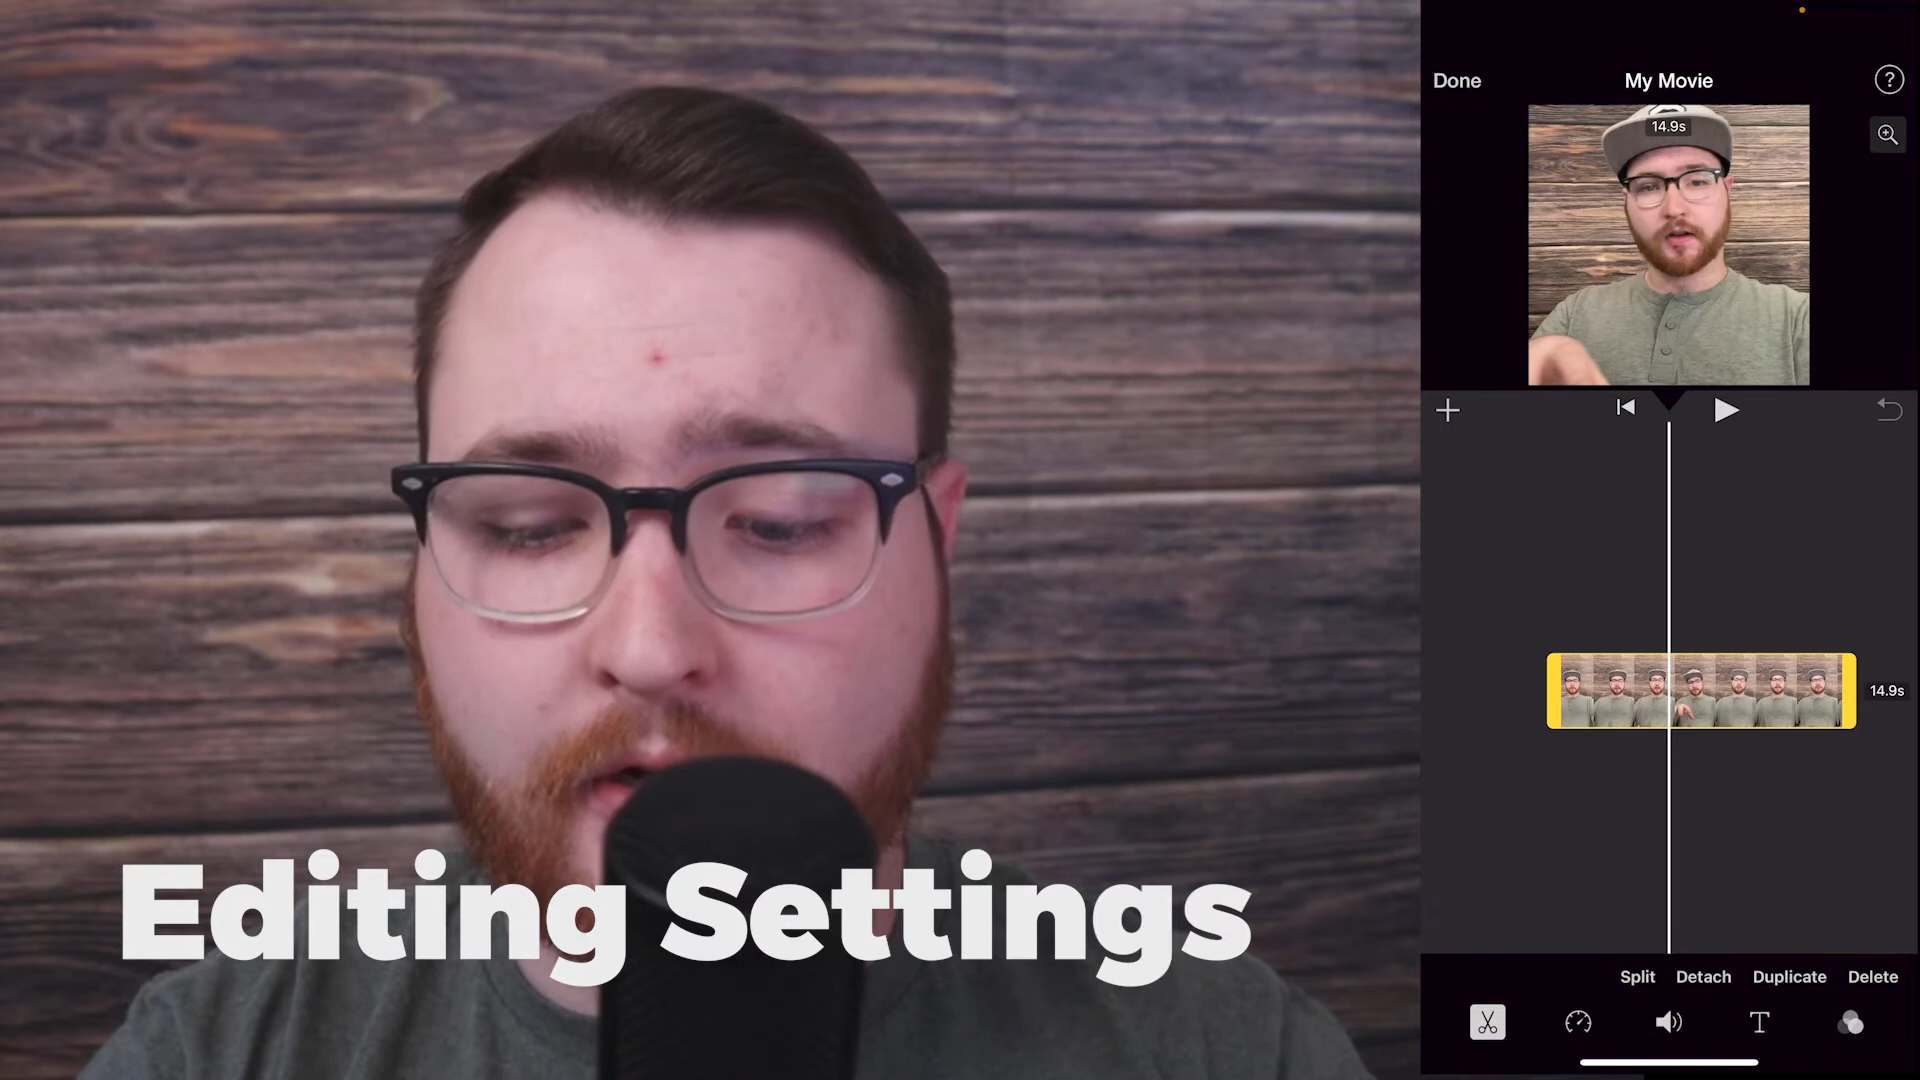 Editing Settings
Done
My Movie
?
14.9s
14.9s
Split
Detach
Duplicate
Delete
T